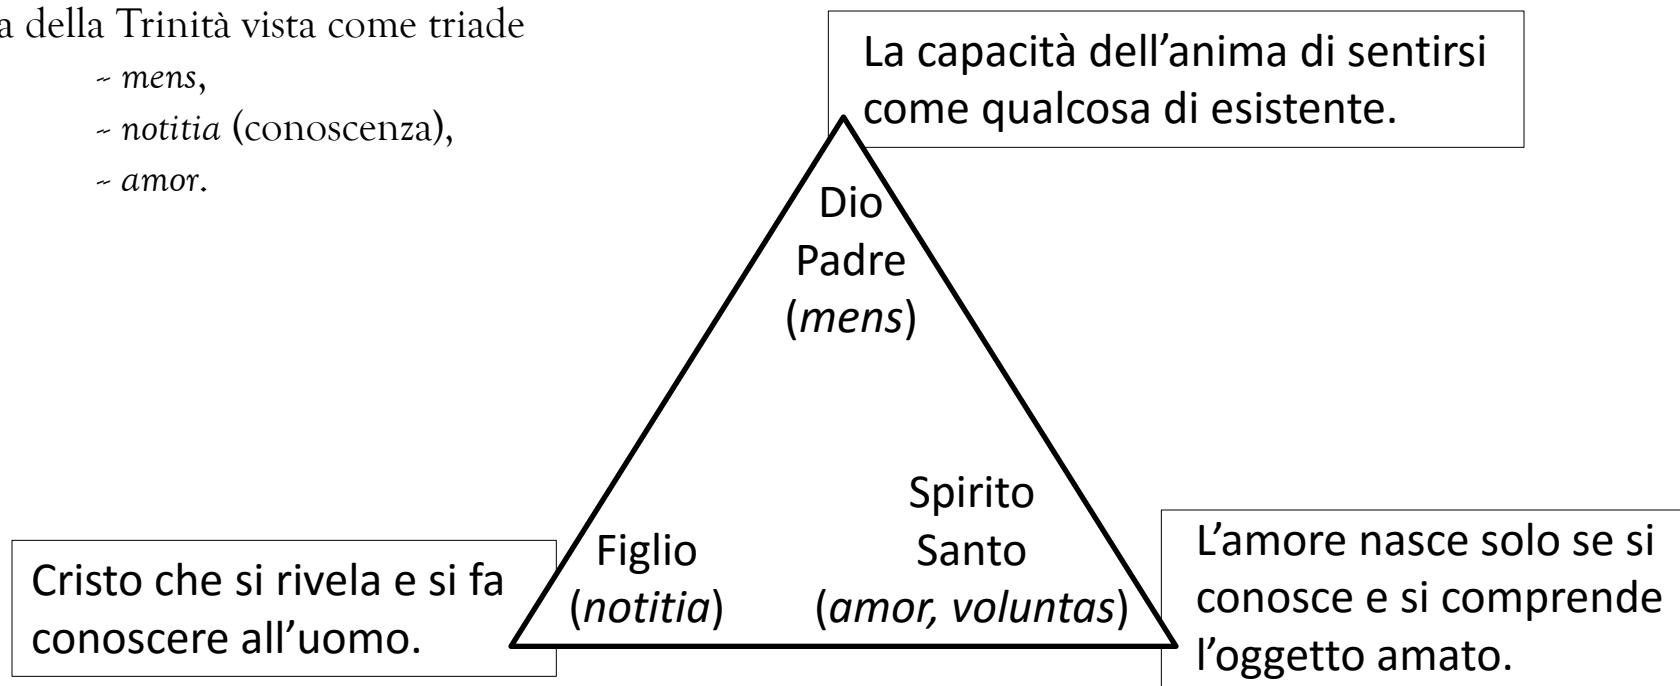 a della Trinità vista come triade
~ mens,
~ notitia (conoscenza),
~ amor.
La capacità dell’anima di sentirsi
come qualcosa di esistente.
Dio
Padre
(mens)
Figlio
(notitia)
Spirito
Santo
(amor, voluntas)
Cristo che si rivela e si fa
conoscere all’uomo.
L’amore nasce solo se si
conosce e si comprende
l’oggetto amato.